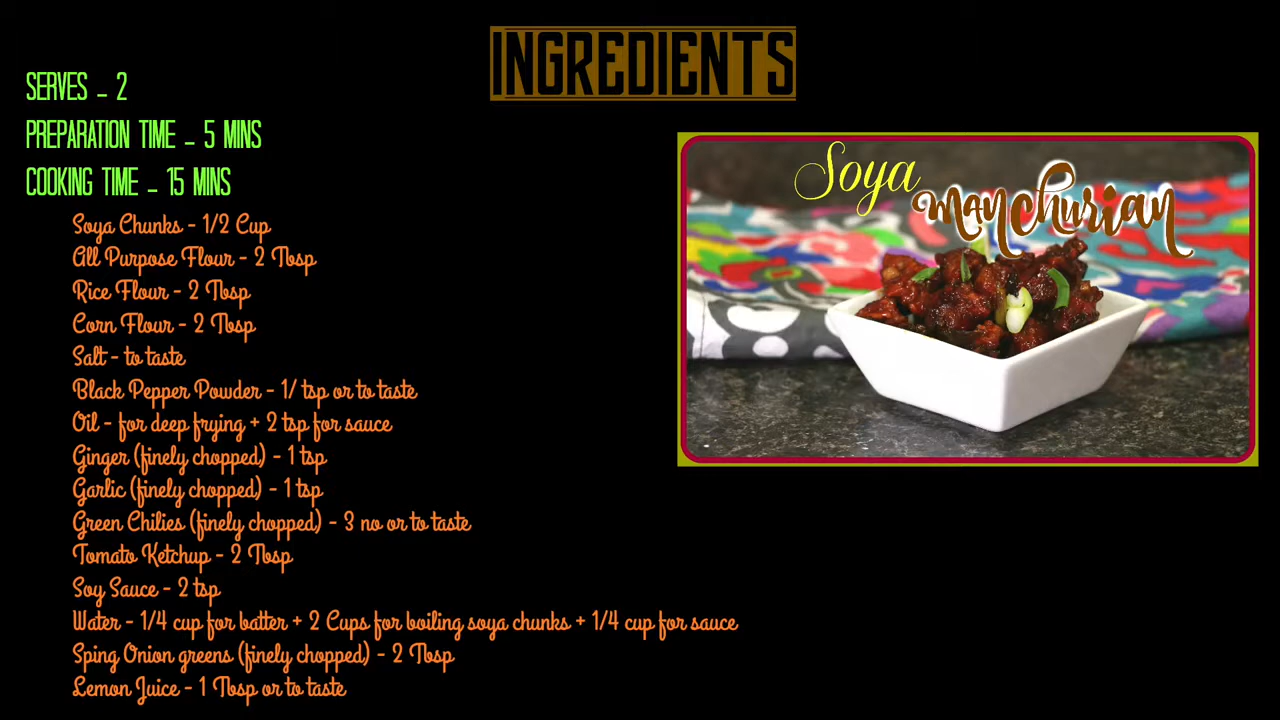 INGREDIENTS
SERVES - 2
PREPARATION TIME - 5 MINS
COOKING TIME - 15 MINS
Soya Manchurian
Soya Chunks - 1/2 Cup
All Purpose Flour - 2 Tbsp
Rice Flour - 2 Tbsp
Corn Flour - 2 Tbsp
Salt - to taste
Black Pepper Powder - 1/ tsp or to taste
Oil - for deep frying + 2 tsp for sauce
Ginger (finely chopped) - 1 tsp
Garlic (finely chopped) - 1 tsp
Green Chilies (finely chopped) - 3 no or to taste
Tomato Ketchup - 2 Tbsp
Soy Sauce - 2 tsp
Water - 1/4 cup for batter + 2 Cups for boiling soya chunks + 1/4 cup for sauce
Sping Onion greens (finely chopped) - 2 Tbsp
Lemon Juice - 1 Tbsp or to taste